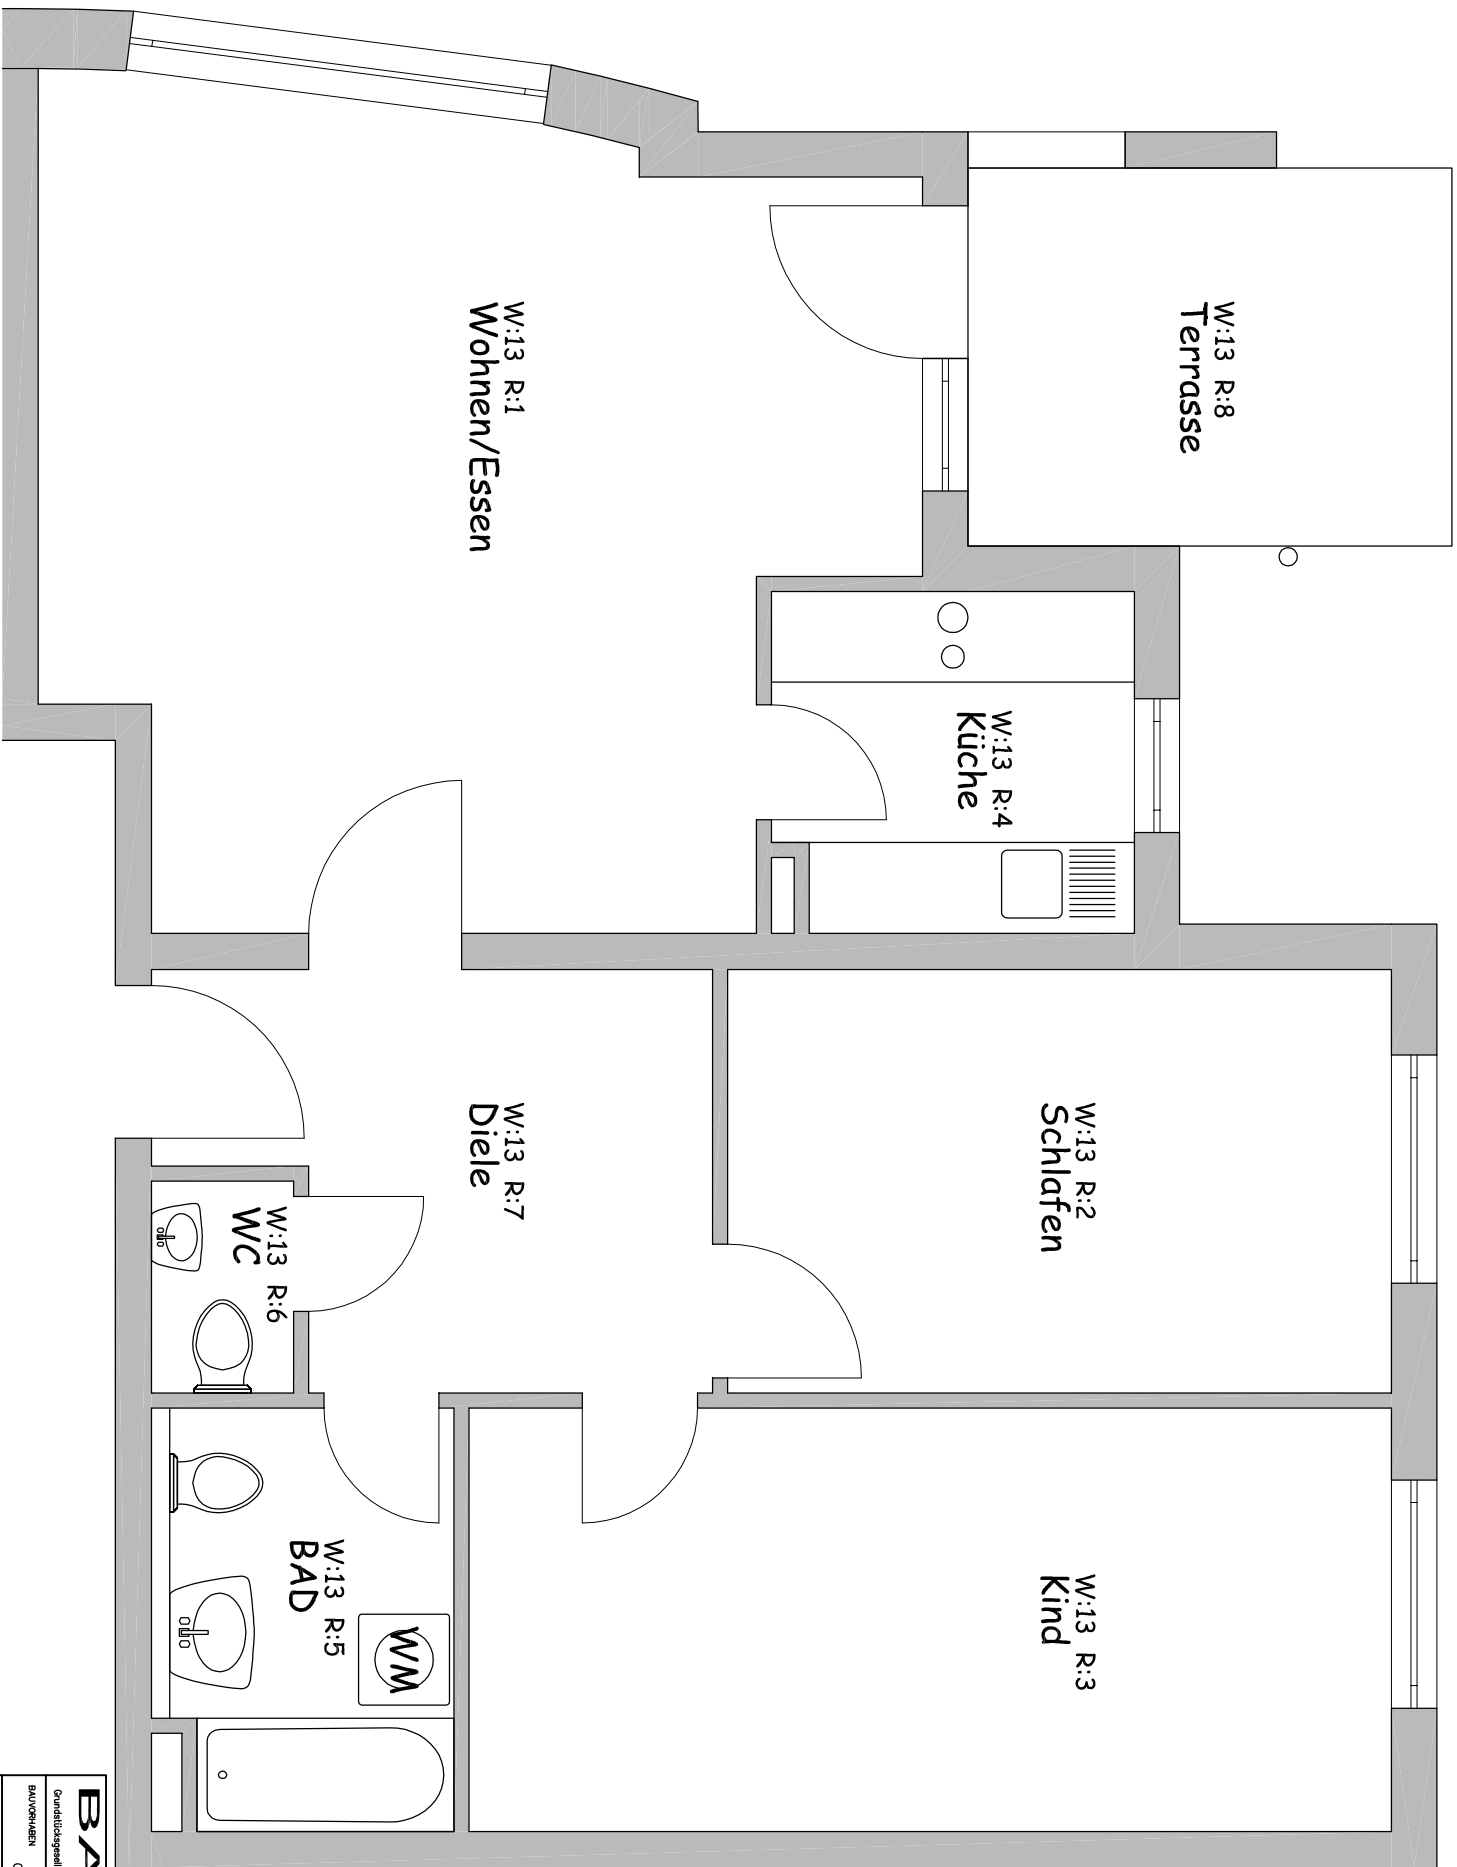 W:13 R:8
Terrasse
W:13 R:1
Wohnen/Essen
W:13 R:4
Küche
W:13 R:2
Schlafen
W:13 R:7
Diele
W:13 R:6
WC
W:13 R:3
Kind
W:13 R:5
BAD
WM
BA
Grundstücksgesell
BAUVORHABEN